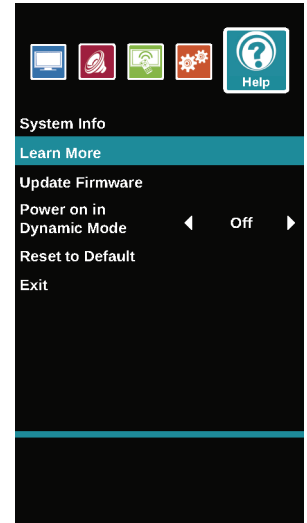 Help
System Info
Learn More
Update Firmware
Power on in
Dynamic Mode
Off
Reset to Default
Exit